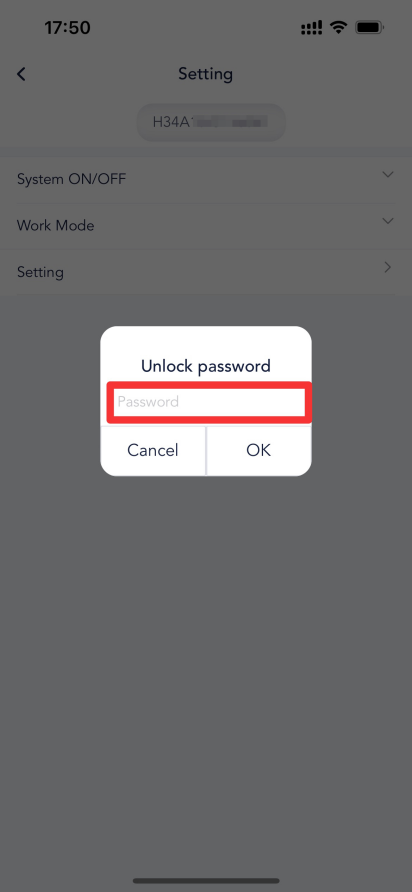 17:50
Setting
H34A
System ON/OFF
Work Mode
Setting
Unlock password
Password
Cancel
OK